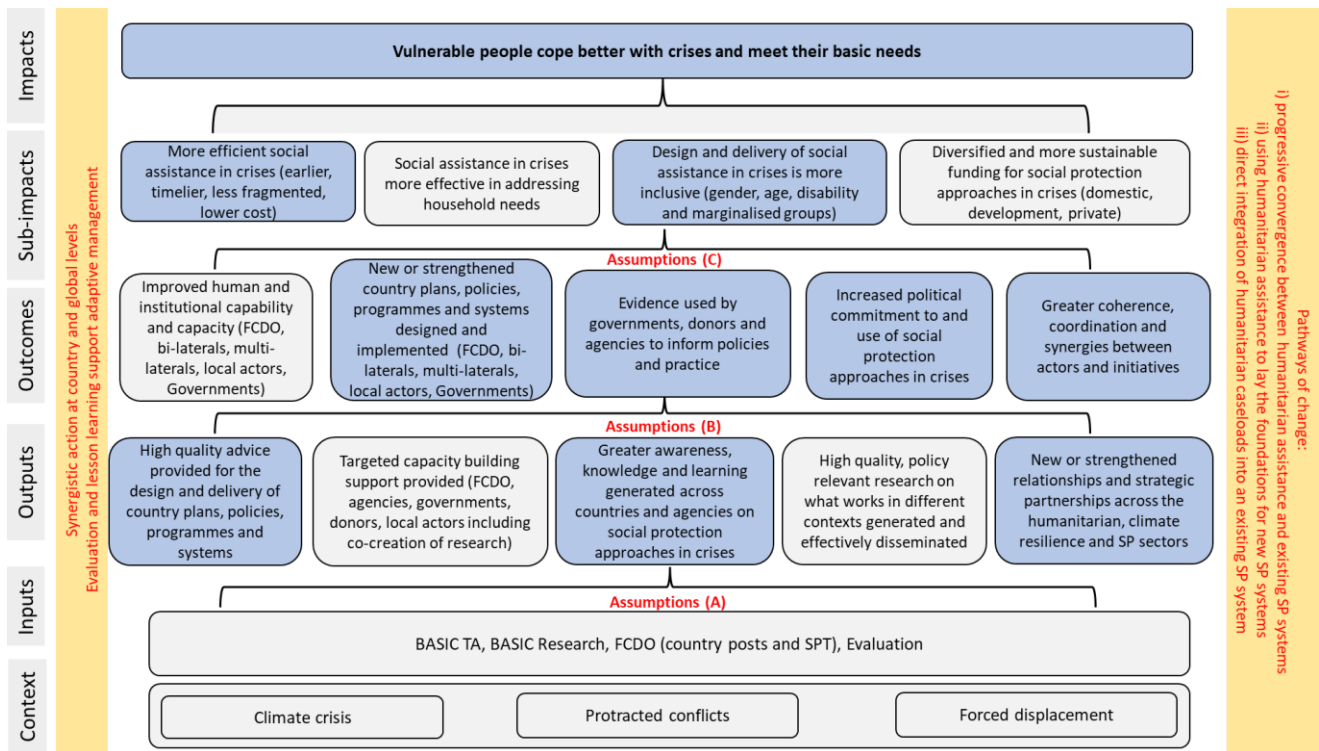 Impacts
Vulnerable people cope better with crises and meet their basic needs
Sub-impacts
More efficient social
assistance in crises (earlier,
timelier, less fragmented,
lower cost)
Social assistance in crises
more effective in addressing
household needs
Design and delivery of social
assistance in crises is more
inclusive (gender, age, disability
and marginalised groups)
Diversified and more sustainable
funding for social protection
approaches in crises (domestic,
development, private)
Assumptions (C)
Outcomes
Improved human and
institutional capability
and capacity (FCDO,
bi-laterals, multi-
laterals, local actors,
Governments)
New or strengthened
country plans, policies,
programmes and systems
designed and
implemented (FCDO, bi-
laterals, multi-laterals,
local actors, Governments)
Evidence used by
governments, donors and
agencies to inform policies
and practice
Increased political
commitment to and
use of social
protection
approaches in crises
Greater coherence,
coordination and
synergies between
actors and initiatives
Assumptions (B)
Outputs
High quality advice
provided for the
design and delivery of
country plans, policies,
programmes and
systems
Targeted capacity building
support provided (FCDO,
agencies, governments,
donors, local actors including
co-creation of research)
Greater awareness,
knowledge and learning
generated across
countries and agencies on
social protection
approaches in crises
High quality, policy
relevant research on
what works in different
contexts generated and
effectively disseminated
New or strengthened
relationships and strategic
partnerships across the
humanitarian, climate
resilience and SP sectors
Assumptions (A)
Inputs
BASIC TA, BASIC Research, FCDO (country posts and SPT), Evaluation
Context
Climate crisis
Protracted conflicts
Forced displacement
Synergistic action at country and global levels
Evaluation and lesson learning support adaptive management
Pathways of change:
i) progressive convergence between humanitarian assistance and existing SP systems
ii) using humanitarian assistance to lay the foundations for new SP systems
iii) direct integration of humanitarian caseloads into an existing SP system